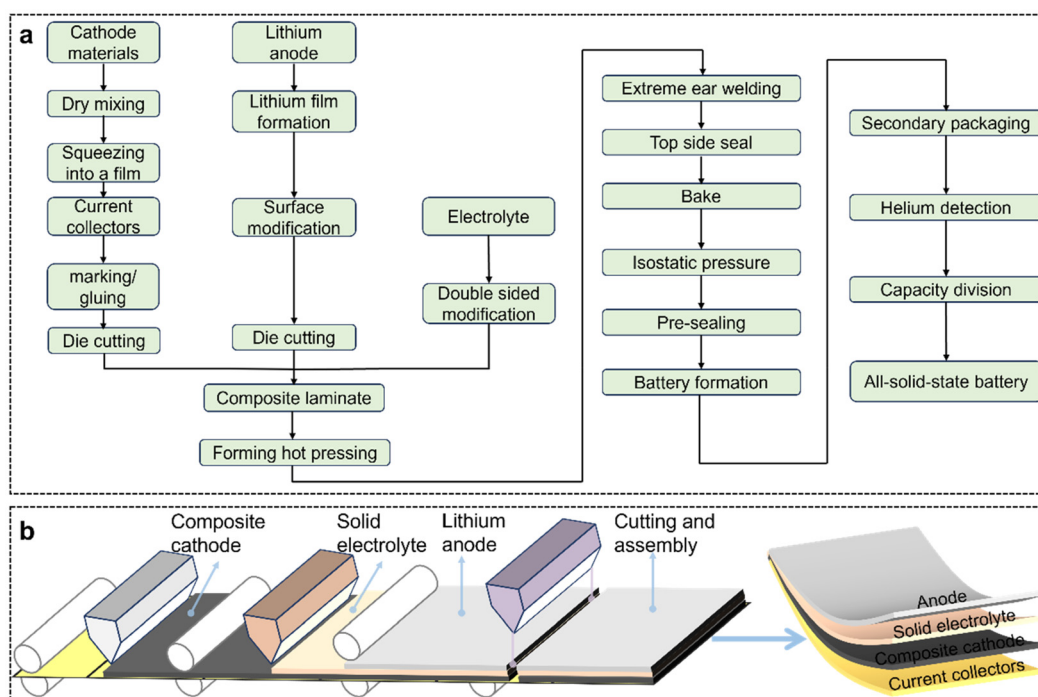 a
Cathode
materials
Dry mixing
Squeezing
into a film
Current
collectors
marking/
gluing
Die cutting
Lithium
anode
Lithium film
formation
Surface
modification
Die cutting
Electrolyte
Double sided
modification
Composite laminate
Forming hot pressing
Extreme ear welding
Top side seal
Bake
Isostatic pressure
Pre-sealing
Battery formation
Secondary packaging
Helium detection
Capacity division
All-solid-state battery
b
Composite
cathode
Solid
electrolyte
Lithium
anode
Cutting and
assembly
Anode
Solid electrolyte
Composite cathode
Current collectors